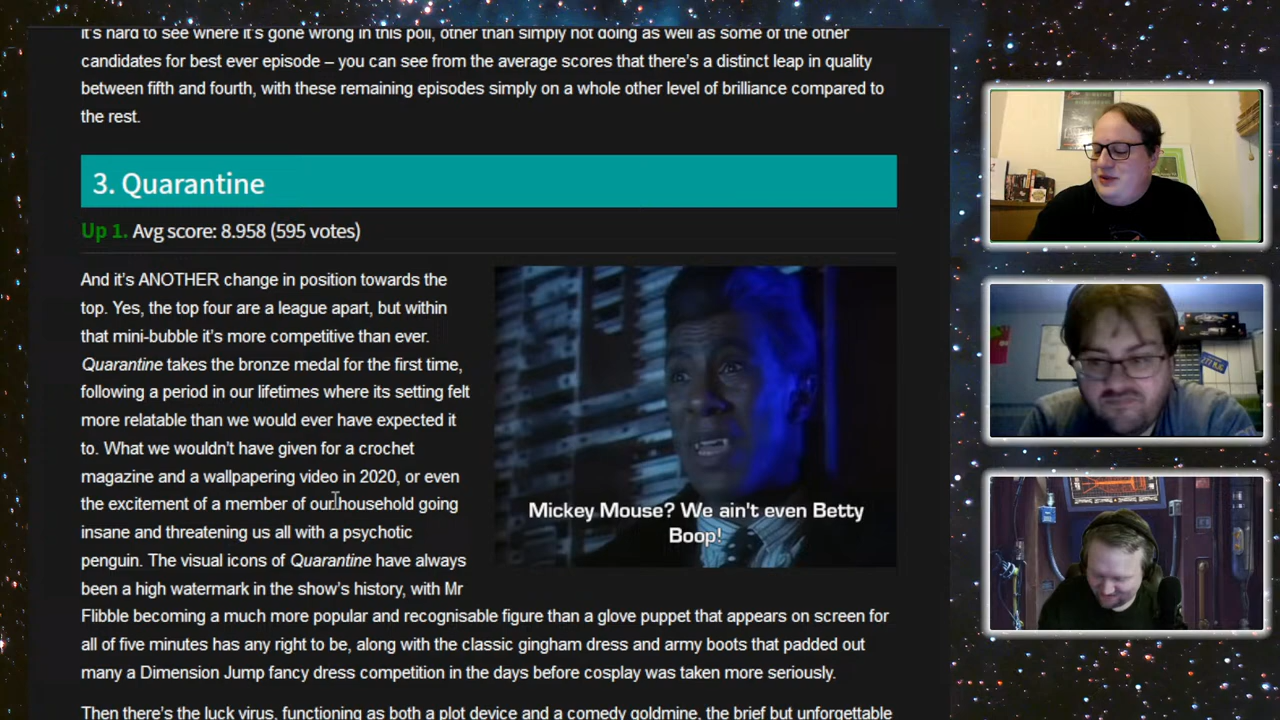 it's hard to see where it's gone wrong in this poll, other than simply not doing as well as some of the other
candidates for best ever episode – you can see from the average scores that there's a distinct leap in quality
between fifth and fourth, with these remaining episodes simply on a whole other level of brilliance compared to
the rest.
3. Quarantine
Up 1. Avg score: 8.958 (595 votes)
And it's ANOTHER change in position towards the
top. Yes, the top four are a league apart, but within
that mini-bubble it's more competitive than ever.
Quarantine takes the bronze medal for the first time,
following a period in our lifetimes where its setting felt
more relatable than we would ever have expected it
to. What we wouldn't have given for a crochet
magazine and a wallpapering video in 2020, or even
the excitement of a member of our household going
insane and threatening us all with a psychotic
penguin. The visual icons of Quarantine have always
been a high watermark in the show's history, with Mr
Flibble becoming a much more popular and recognisable figure than a glove puppet that appears on screen for
all of five minutes has any right to be, along with the classic gingham dress and army boots that padded out
many a Dimension Jump fancy dress competition in the days before cosplay was taken more seriously.
Mickey Mouse? We ain't even Betty
Boop!
Then there's the luck virus, functioning as both a plot device and a comedy goldmine, the brief but unforgettable